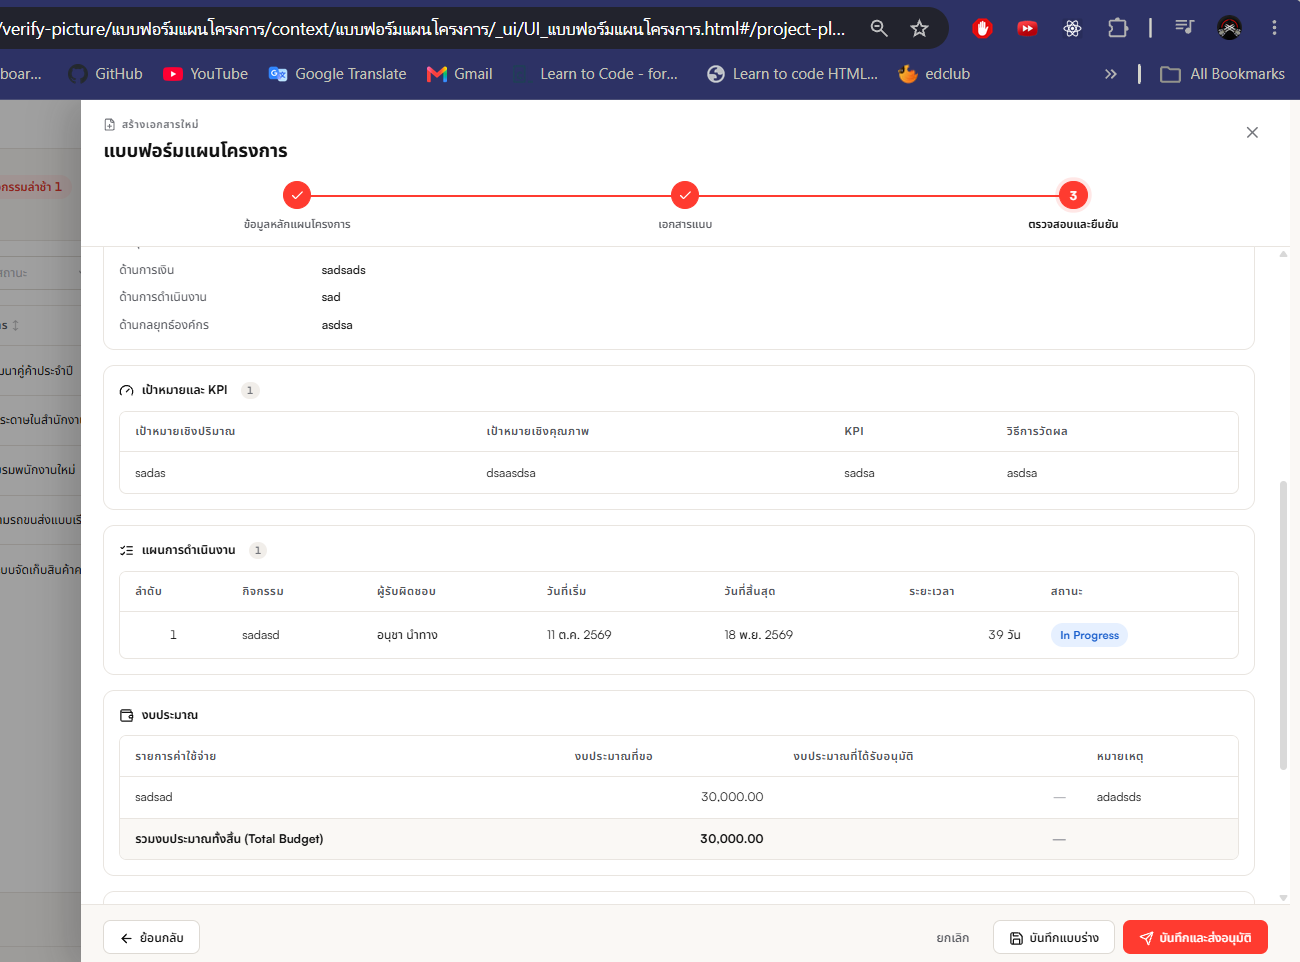 /verify-picture/แบบฟอร์มแผนโครงการ/context/แบบฟอร์มแผนโครงการ/_ui/UI_แบบฟอร์มแผนโครงการ.html#/project-pl...
boar...
GitHub
YouTube
Google Translate
Gmail
Learn to Code - for...
Learn to code HTML...
edclub
All Bookmarks
สร้างเอกสารใหม่
แบบฟอร์มแผนโครงการ
กรรมล่าช้า 1
3
ข้อมูลหลักแผนโครงการ
เอกสารแนบ
ตรวจสอบและยืนยัน
ด้านการเงิน sadsads
ด้านการดำเนินงาน sad
ด้านกลยุทธ์องค์กร asdsa
เป้าหมายและ KPI 1
เป้าหมายเชิงปริมาณ เป้าหมายเชิงคุณภาพ KPI วิธีการวัดผล
sadas dsaasdsa sadsa asdsa
แผนการดำเนินงาน 1
ลำดับ กิจกรรม ผู้รับผิดชอบ วันที่เริ่ม วันที่สิ้นสุด ระยะเวลา สถานะ
1 sadasd อนุชา นำทาง 11 ต.ค. 2569 18 พ.ย. 2569 39 วัน In Progress
งบประมาณ
รายการค่าใช้จ่าย งบประมาณที่ขอ งบประมาณที่ได้รับอนุมัติ หมายเหตุ
sadsad 30,000.00 — adadsds
รวมงบประมาณทั้งสิ้น (Total Budget) 30,000.00 —
ย้อนกลับ
ยกเลิก
บันทึกแบบร่าง
บันทึกและส่งอนุมัติ